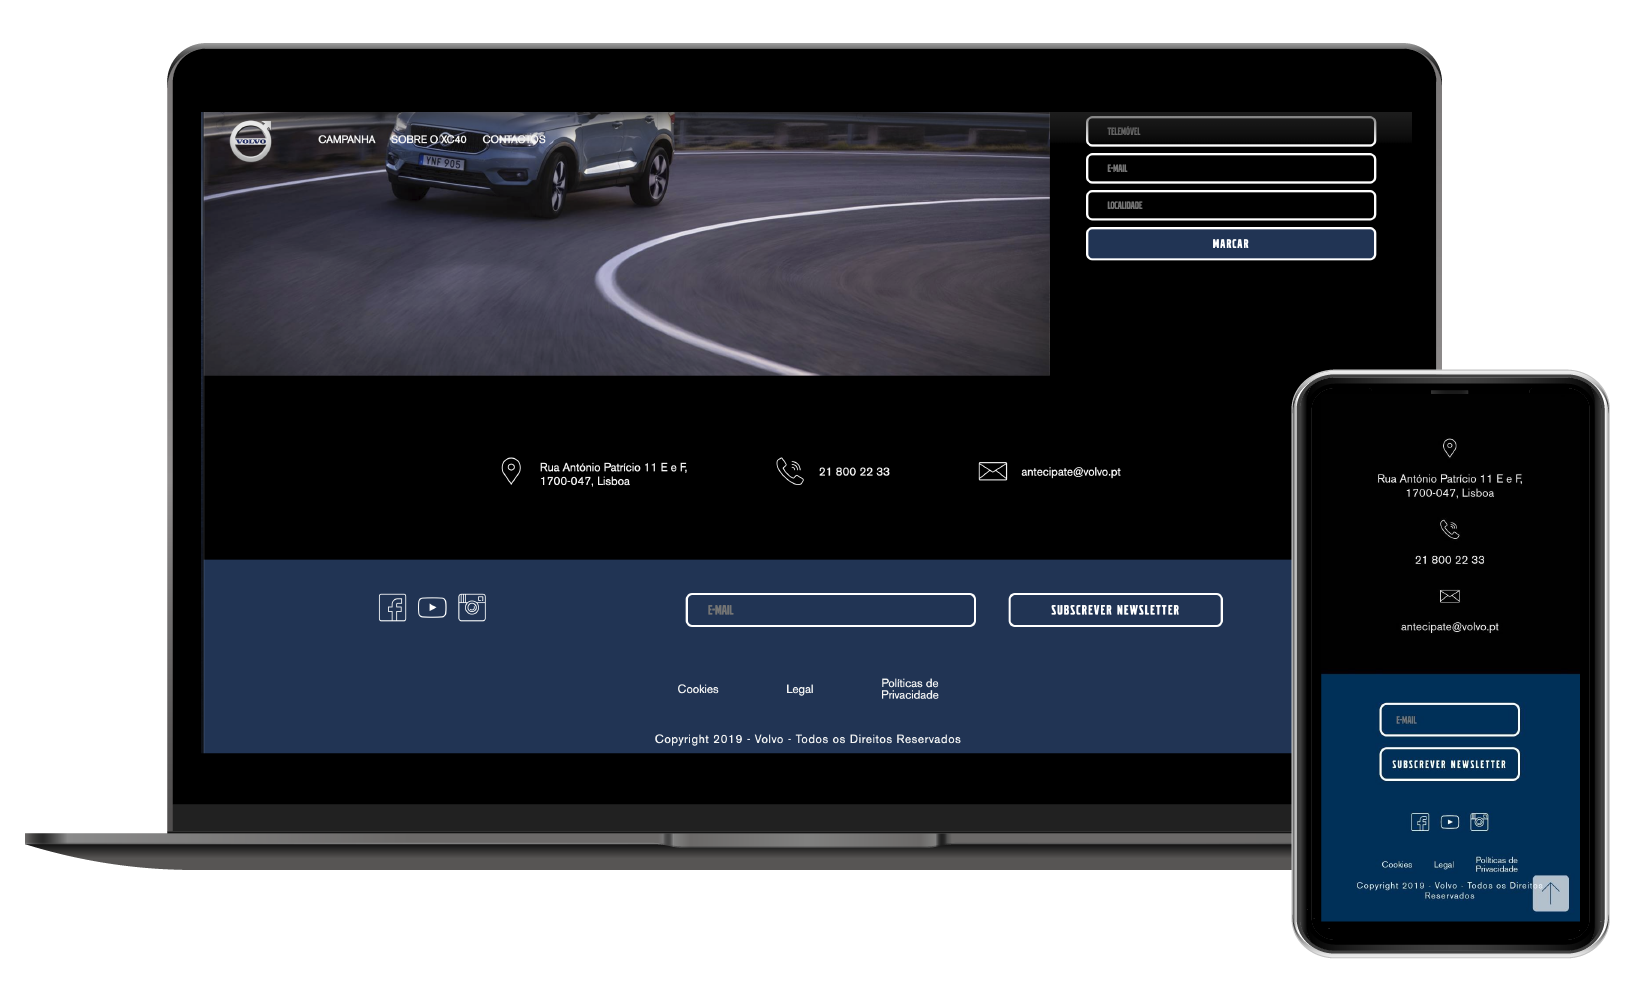 VOLVO
CAMPANHA SOBRE O XC40 CONTACTOS
YNF 905
TELEMÓVEL
E-MAIL
LOCALIDADE
MARCAR
Rua António Patrício 11 E e F,
1700-047, Lisboa
21 800 22 33
antecipate@volvo.pt
E-MAIL
SUBSCREVER NEWSLETTER
Cookies
Legal
Políticas de
Privacidade
Copyright 2019 - Volvo - Todos os Direitos Reservados
Rua António Patrício 11 E e F,
1700-047, Lisboa
21 800 22 33
antecipate@volvo.pt
E-MAIL
SUBSCREVER NEWSLETTER
Cookies
Legal
Políticas de
Privacidade
Copyright 2019 - Volvo - Todos os Direitos
Reservados